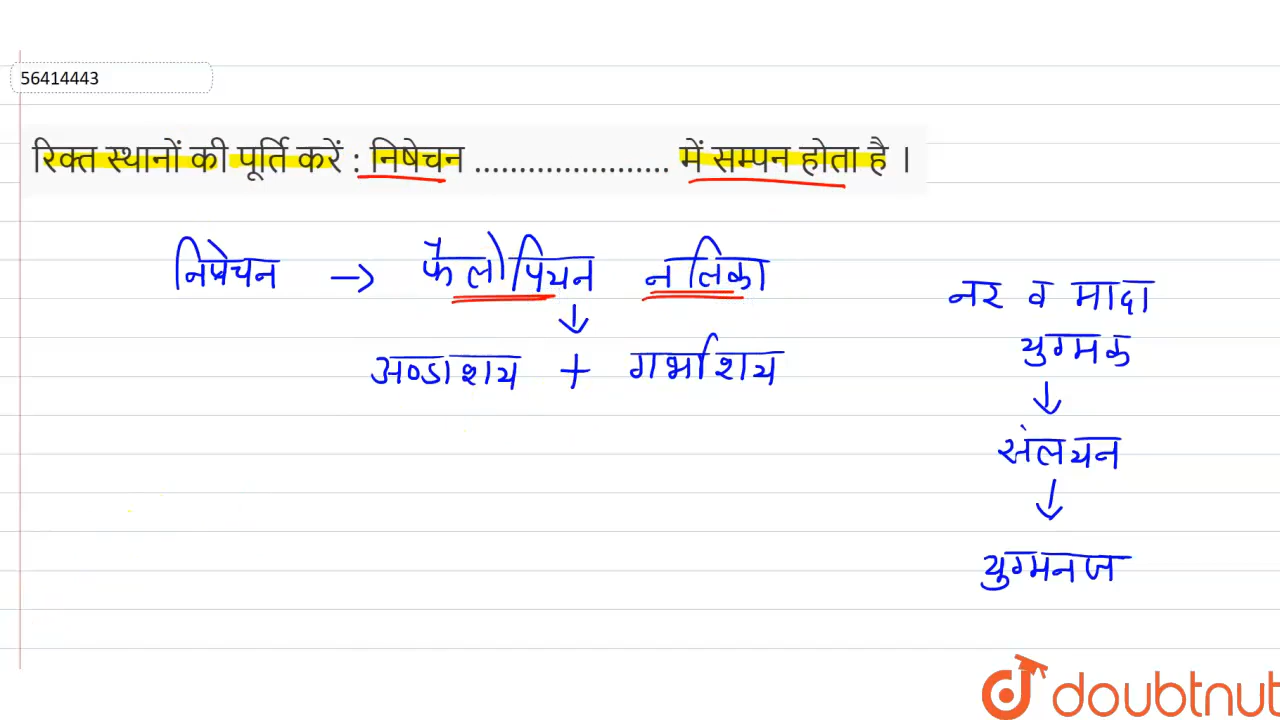 56414443
रिक्त स्थानों की पूर्ति करें : निषेचन ...................... में सम्पन होता है ।
निषेचन → फैलोपियन नलिका
↓
अण्डाशय + गर्भाशय
नर व मादा
युग्मक
↓
संलयन
↓
युग्मनज
doubtnut